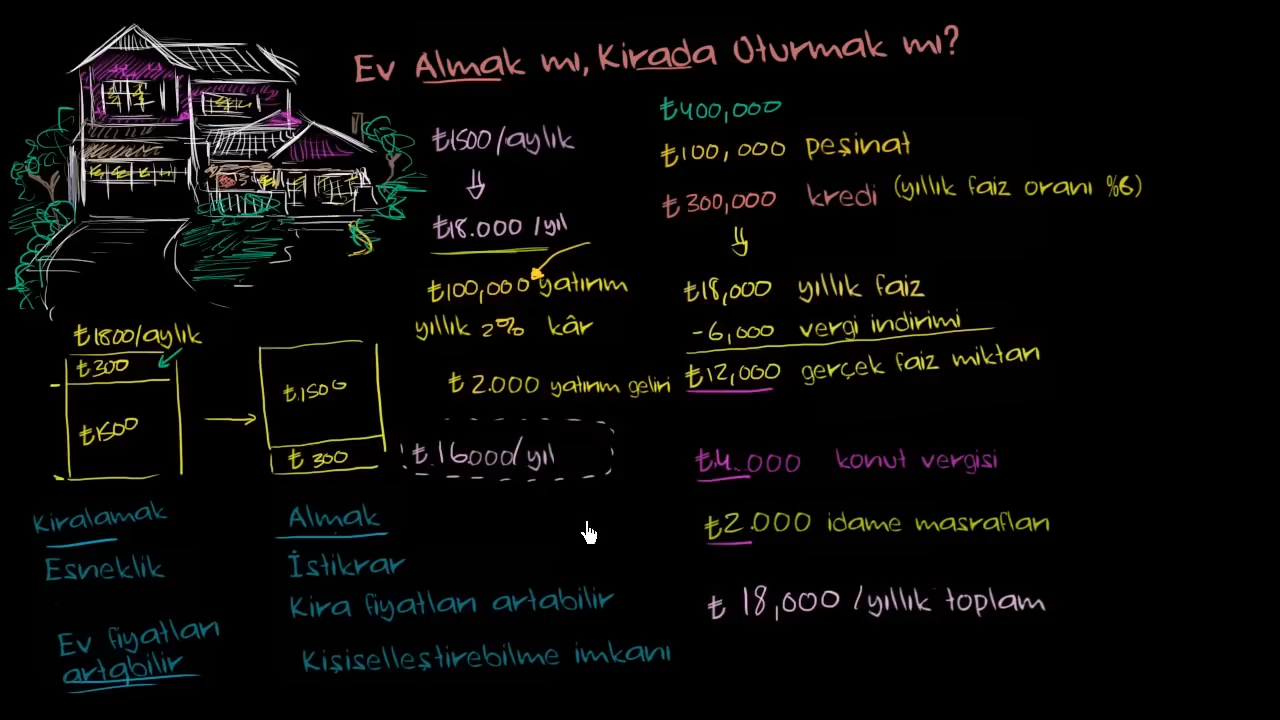 Ev Almak mı, Kirada Oturmak mı?
₺1500/aylık
₺18.000 /yıl
₺100,000 yatırım
yıllık 2% kâr
₺ 2.000 yatırım geliri
₺ 16000/yıl
₺400,000
₺100,000 peşinat
₺ 300,000 kredi (yıllık faiz oranı %6)
₺18,000 yıllık faiz
-6,000 vergi indirimi
₺12,000 gerçek faiz miktarı
₺4.000 konut vergisi
₺2.000 idame masrafları
₺ 18,000 /yıllık toplam
₺1800/aylık
₺300
₺1500
₺1500
₺ 300
Kiralamak
Esneklik
Ev fiyatları
artabilir
Almak
İstikrar
Kira fiyatları artabilir
Kişiselleştirebilme imkanı